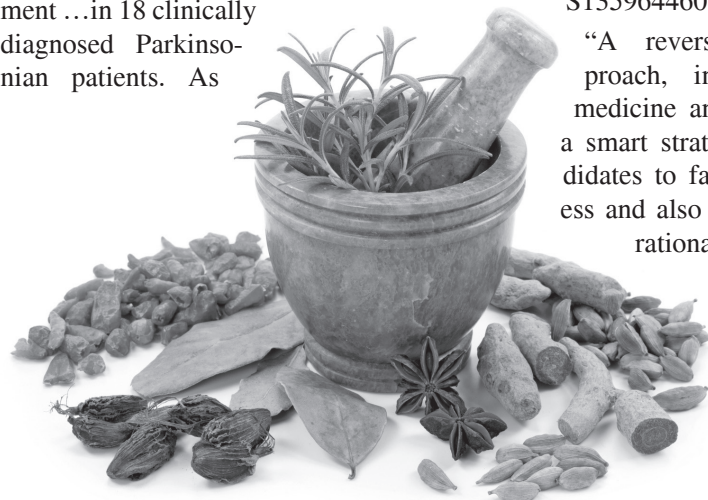 ment …in 18 clinically
diagnosed Parkinso-
nian patients. As
S135964460
“A revers
proach, in
medicine an
a smart strat
didates to fa
ess and also
rationa